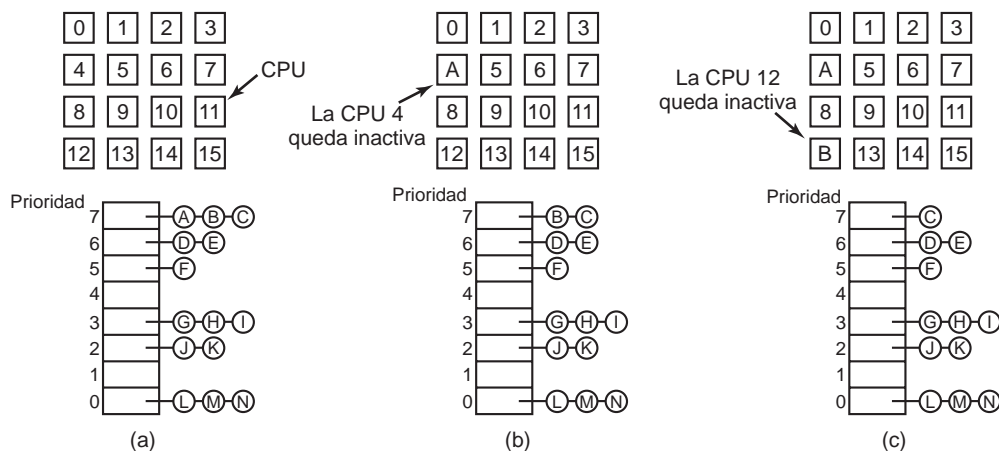 0 1 2 3
4 5 6 7
8 9 10 11
12 13 14 15
CPU
Prioridad
7 A B C
6 D E
5 F
4
3 G H I
2 J K
1
0 L M N
(a)
0 1 2 3
A 5 6 7
8 9 10 11
12 13 14 15
La CPU 4
queda inactiva
Prioridad
7 B C
6 D E
5 F
4
3 G H I
2 J K
1
0 L M N
(b)
0 1 2 3
A 5 6 7
8 9 10 11
B 13 14 15
La CPU 12
queda inactiva
Prioridad
7 C
6 D E
5 F
4
3 G H I
2 J K
1
0 L M N
(c)